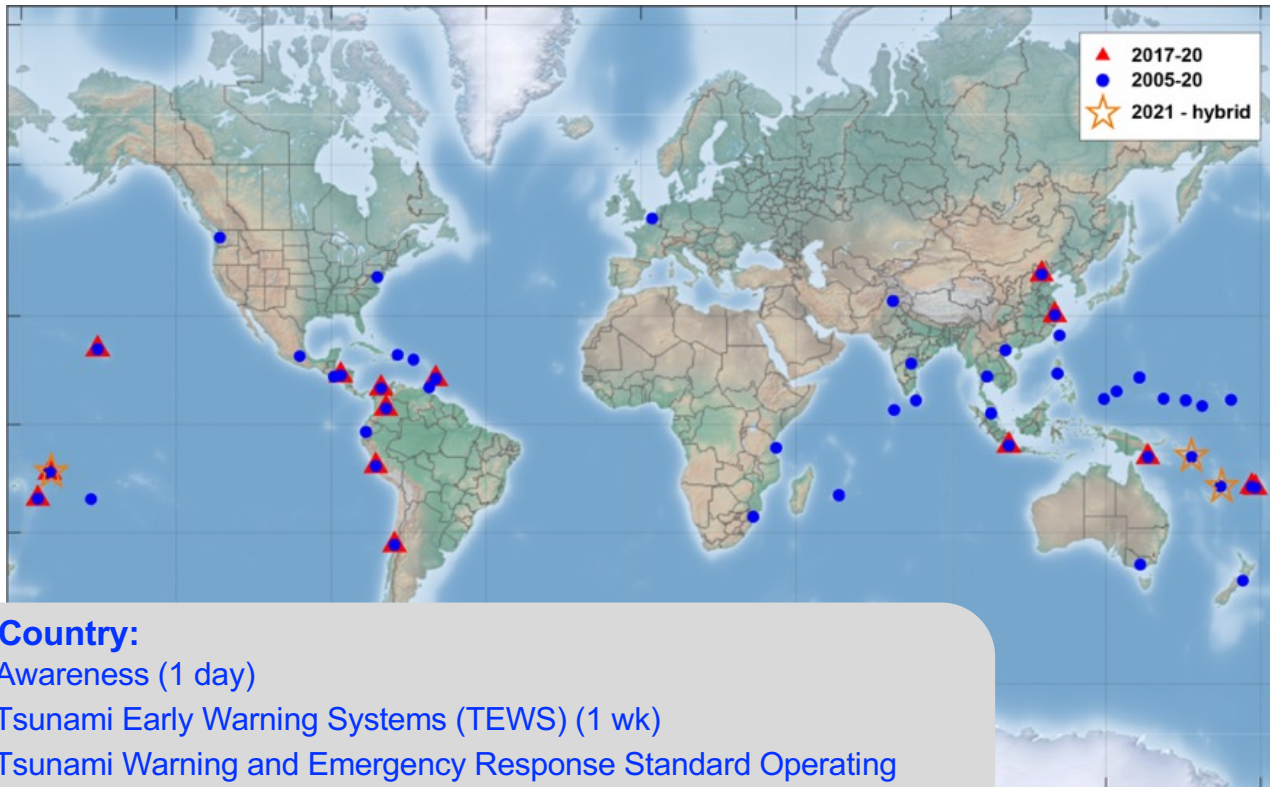 2017-20
2005-20
2021 - hybrid
Country:
Awareness (1 day)
Tsunami Early Warning Systems (TEWS) (1 wk)
Tsunami Warning and Emergency Response Standard Operating